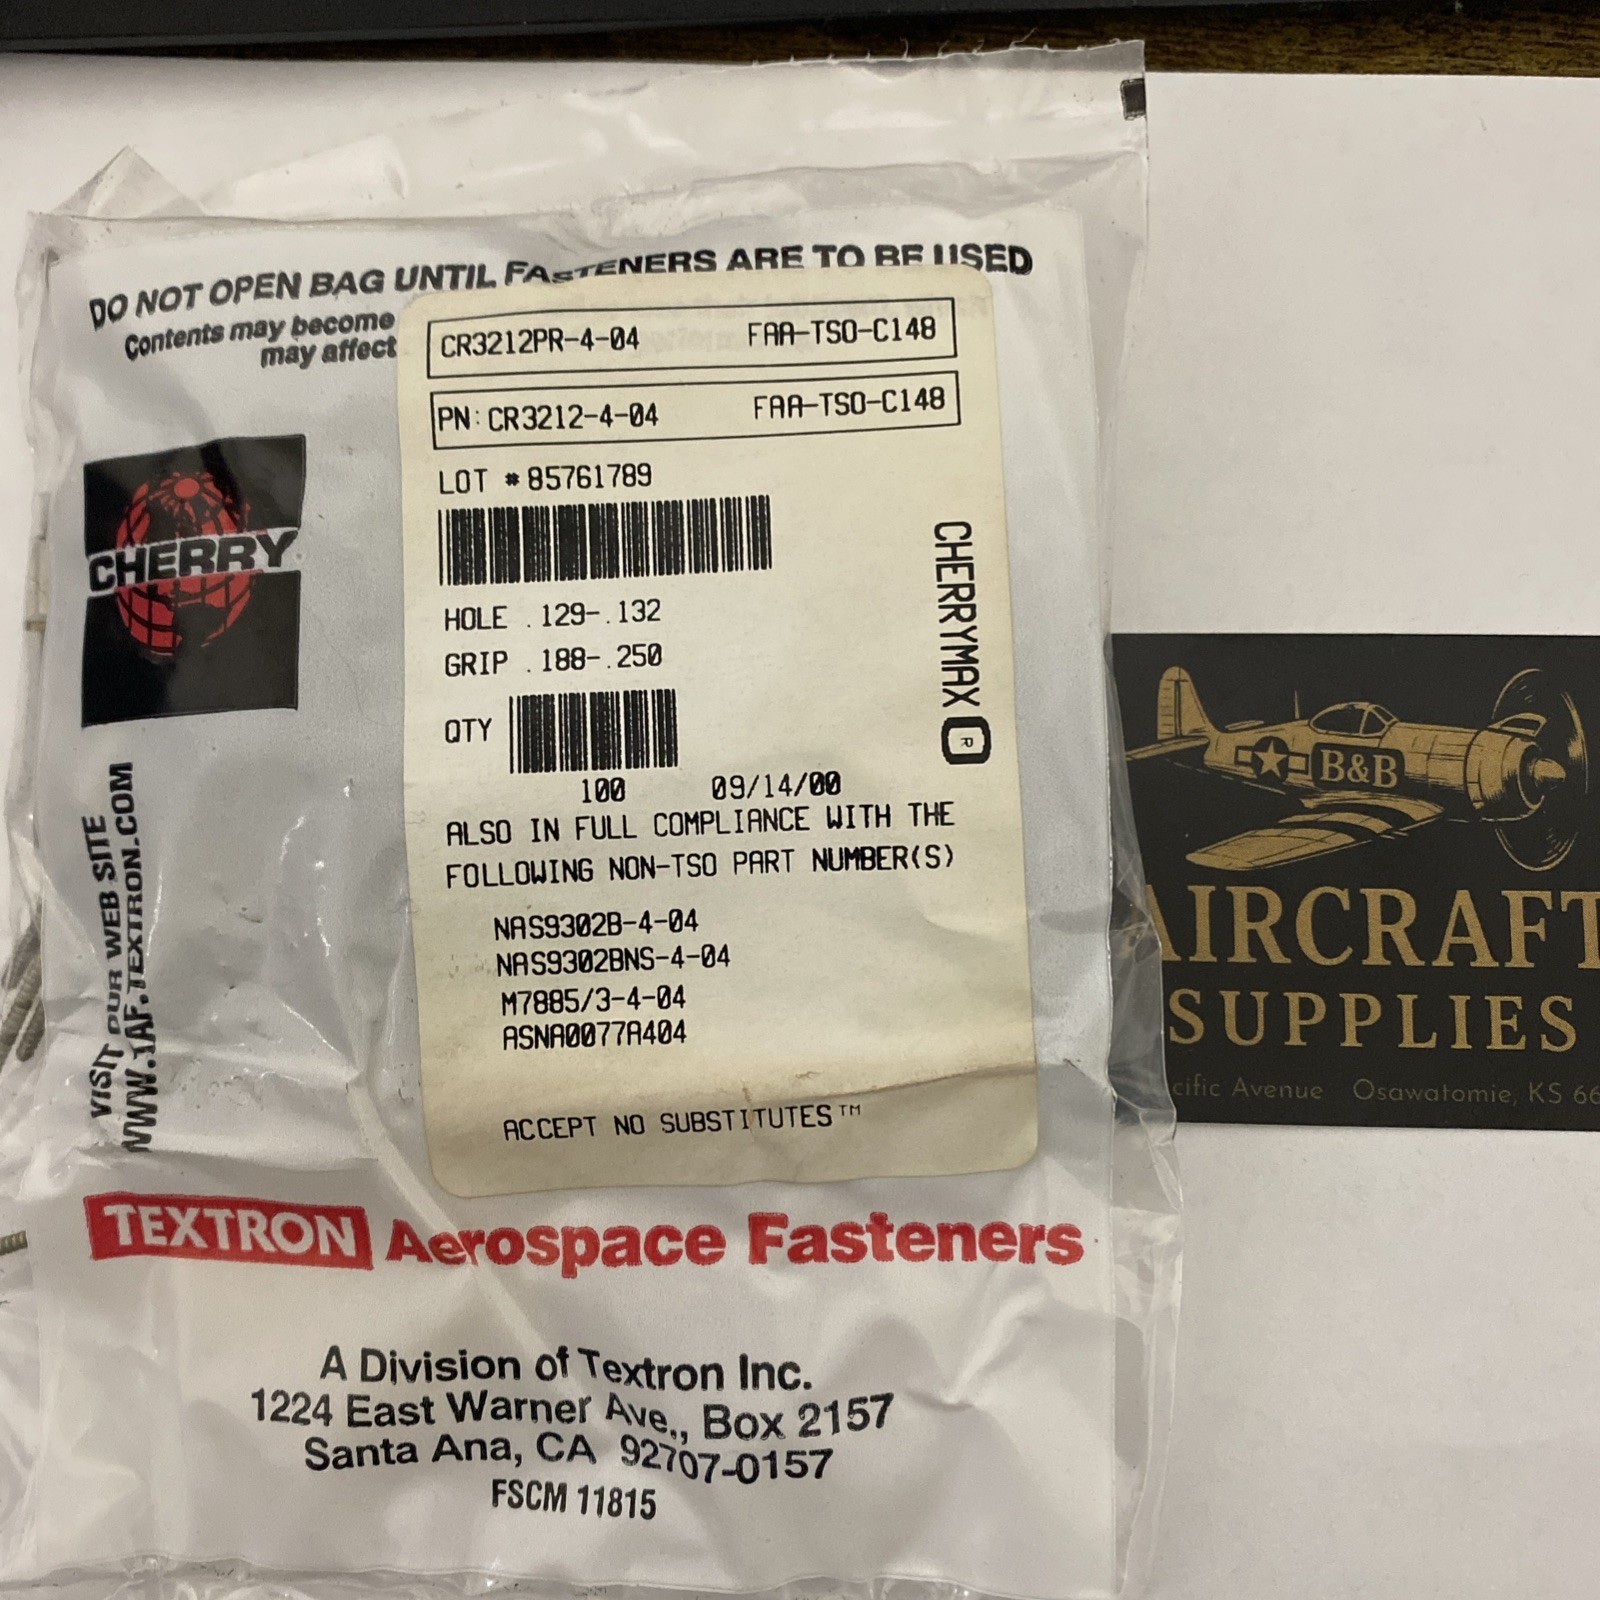 DO NOT OPEN BAG UNTIL FASTENERS ARE TO BE USED
Contents may become
may affect
CR3212PR-4-04 FAA-TSO-C148
PN: CR3212-4-04 FAA-TSO-C148
LOT *85761789
CHERRY
HOLE .129-.132
GRIP .188-.250
CHERRYMAX R
QTY
100 09/14/00
ALSO IN FULL COMPLIANCE WITH THE
FOLLOWING NON-TSO PART NUMBER(S)
NAS9302B-4-04
NAS9302BNS-4-04
M7885/3-4-04
ASNA0077A404
ACCEPT NO SUBSTITUTES™
VISIT OUR WEB SITE
WWW.TAF.TEXTRON.COM
TEXTRON Aerospace Fasteners
A Division of Textron Inc.
1224 East Warner Ave., Box 2157
Santa Ana, CA 92707-0157
FSCM 11815
B&B
AIRCRAFT
SUPPLIES
cific Avenue Osawatomie, KS 66